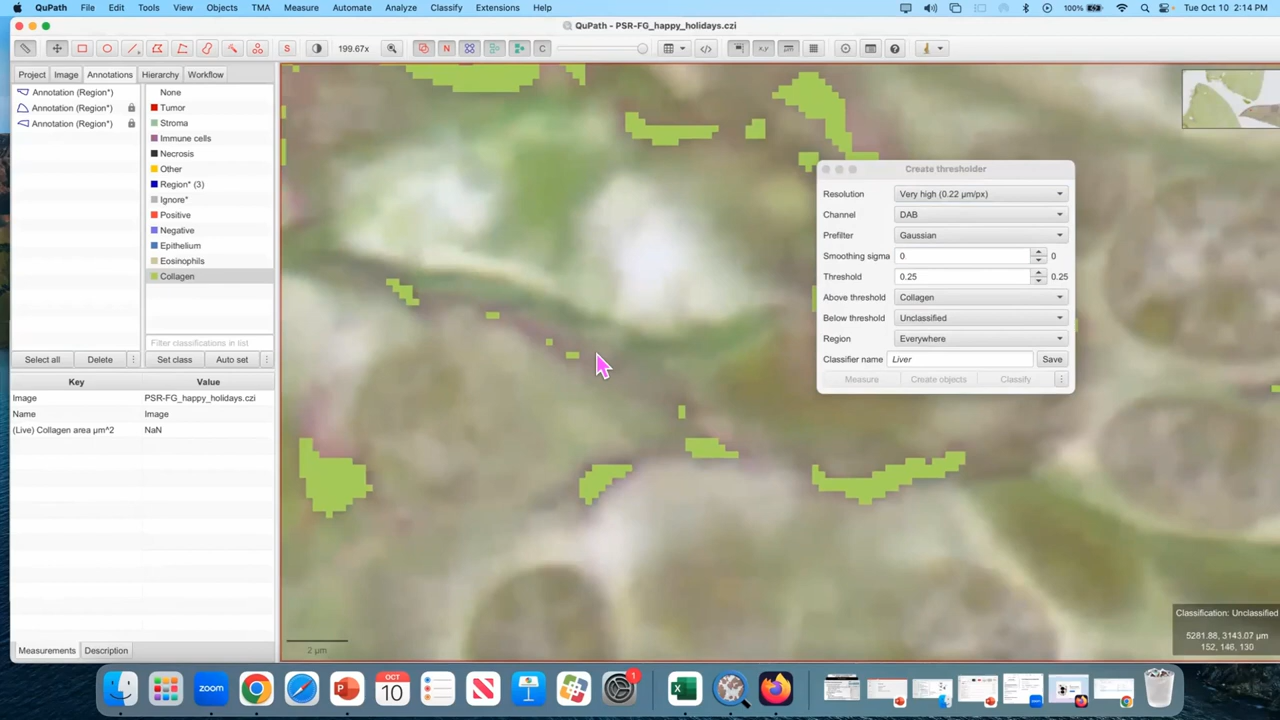 QuPath File Edit Tools View Objects TMA Measure Automate Analyze Classify Extensions Help 100% Tue Oct 10 2:14 PM
QuPath - PSR-FG_happy_holidays.czi
S 199.67x N C x,y
Project Image Annotations Hierarchy Workflow
Annotation (Region*)
Annotation (Region*)
Annotation (Region*)
None
Tumor
Stroma
Immune cells
Necrosis
Other
Region* (3)
Ignore*
Positive
Negative
Epithelium
Eosinophils
Collagen
Filter classifications in list
Select all Delete Set class Auto set
Key Value
Image PSR-FG_happy_holidays.czi
Name Image
(Live) Collagen area µm^2 NaN
Measurements Description
Create thresholder
Resolution Very high (0.22 µm/px)
Channel DAB
Prefilter Gaussian
Smoothing sigma 0 0
Threshold 0.25 0.25
Above threshold Collagen
Below threshold Unclassified
Region Everywhere
Classifier name Liver Save
Measure Create objects Classify
2 µm
Classification: Unclassified
5281.88, 3143.07 µm
152, 146, 130
zoom
OCT
10
1